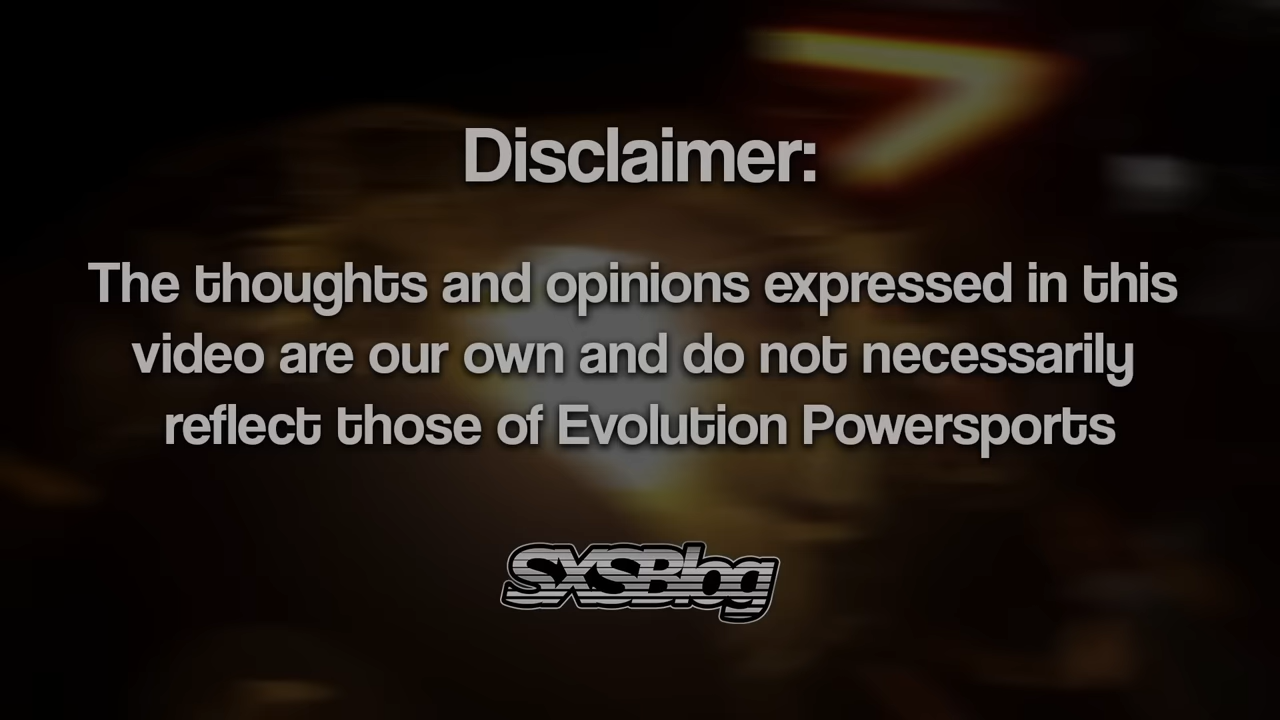 Disclaimer:
The thoughts and opinions expressed in this
video are our own and do not necessarily
reflect those of Evolution Powersports
SXSBlog